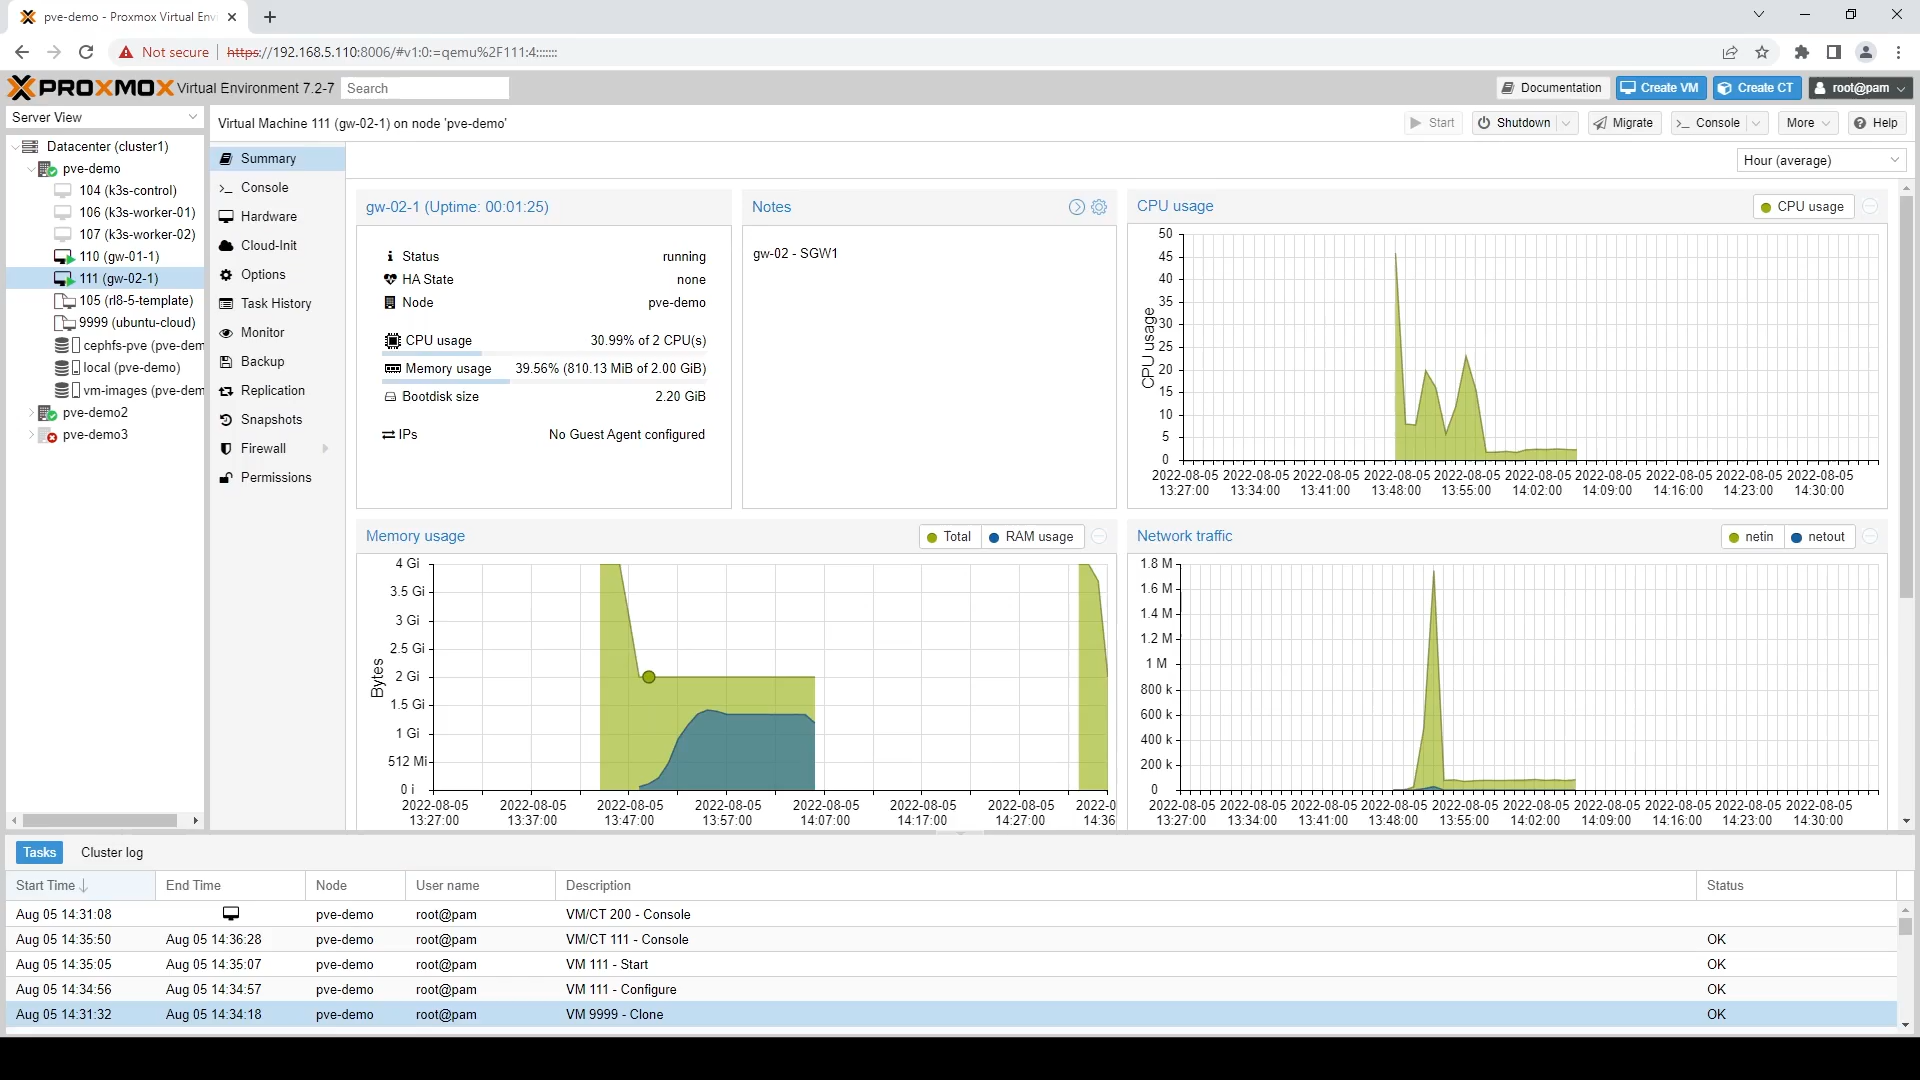 pve-demo - Proxmox Virtual Env
Not secure
https://192.168.5.110:8006/#v1:0:=qemu%2F111:4:::::::
PROXMOX Virtual Environment 7.2-7
Search
Documentation
Create VM
Create CT
root@pam
Server View
Virtual Machine 111 (gw-02-1) on node 'pve-demo'
Start
Shutdown
Migrate
Console
More
Help
Datacenter (cluster1)
pve-demo
104 (k3s-control)
106 (k3s-worker-01)
107 (k3s-worker-02)
110 (gw-01-1)
111 (gw-02-1)
105 (rl8-5-template)
9999 (ubuntu-cloud)
cephfs-pve (pve-dem
local (pve-demo)
vm-images (pve-dem
pve-demo2
pve-demo3
Summary
Console
Hardware
Cloud-Init
Options
Task History
Monitor
Backup
Replication
Snapshots
Firewall
Permissions
Hour (average)
gw-02-1 (Uptime: 00:01:25)
Status running
HA State none
Node pve-demo
CPU usage 30.99% of 2 CPU(s)
Memory usage 39.56% (810.13 MiB of 2.00 GiB)
Bootdisk size 2.20 GiB
IPs No Guest Agent configured
Notes
gw-02 - SGW1
CPU usage
CPU usage
50
45
40
35
30
25
20
15
10
5
0
CPU usage
2022-08-05 2022-08-05 2022-08-05 2022-08-05 2022-08-05 2022-08-05 2022-08-05 2022-08-05 2022-08-05 2022-08-05
13:27:00 13:34:00 13:41:00 13:48:00 13:55:00 14:02:00 14:09:00 14:16:00 14:23:00 14:30:00
Memory usage
Total
RAM usage
4 Gi
3.5 Gi
3 Gi
2.5 Gi
2 Gi
1.5 Gi
1 Gi
512 Mi
0 i
Bytes
2022-08-05 2022-08-05 2022-08-05 2022-08-05 2022-08-05 2022-08-05 2022-08-05 2022-0
13:27:00 13:37:00 13:47:00 13:57:00 14:07:00 14:17:00 14:27:00 14:36
Network traffic
netin
netout
1.8 M
1.6 M
1.4 M
1.2 M
1 M
800 k
600 k
400 k
200 k
0
2022-08-05 2022-08-05 2022-08-05 2022-08-05 2022-08-05 2022-08-05 2022-08-05 2022-08-05 2022-08-05 2022-08-05
13:27:00 13:34:00 13:41:00 13:48:00 13:55:00 14:02:00 14:09:00 14:16:00 14:23:00 14:30:00
Tasks
Cluster log
Start Time End Time Node User name Description Status
Aug 05 14:31:08 pve-demo root@pam VM/CT 200 - Console
Aug 05 14:35:50 Aug 05 14:36:28 pve-demo root@pam VM/CT 111 - Console OK
Aug 05 14:35:05 Aug 05 14:35:07 pve-demo root@pam VM 111 - Start OK
Aug 05 14:34:56 Aug 05 14:34:57 pve-demo root@pam VM 111 - Configure OK
Aug 05 14:31:32 Aug 05 14:34:18 pve-demo root@pam VM 9999 - Clone OK